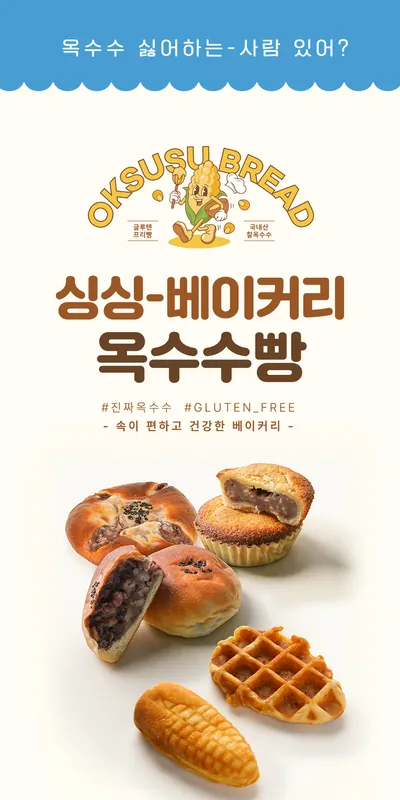 옥수수 싫어하는-사람 있어?
OKSUSU BREAD
글루텐
프리빵
국내산
찰옥수수
싱싱-베이커리
옥수수빵
#진짜옥수수 #GLUTEN_FREE
- 속이 편하고 건강한 베이커리 -